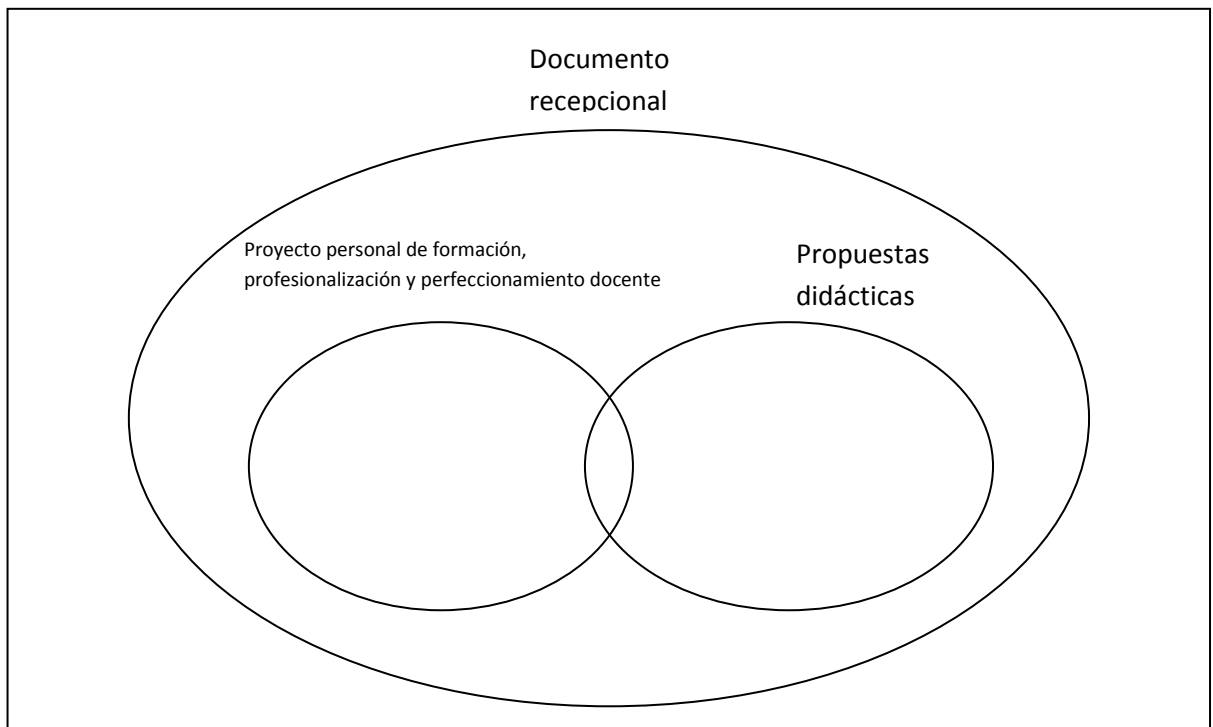 Documento
recepcional
Proyecto personal de formación,
profesionalización y perfeccionamiento docente
Propuestas
didácticas